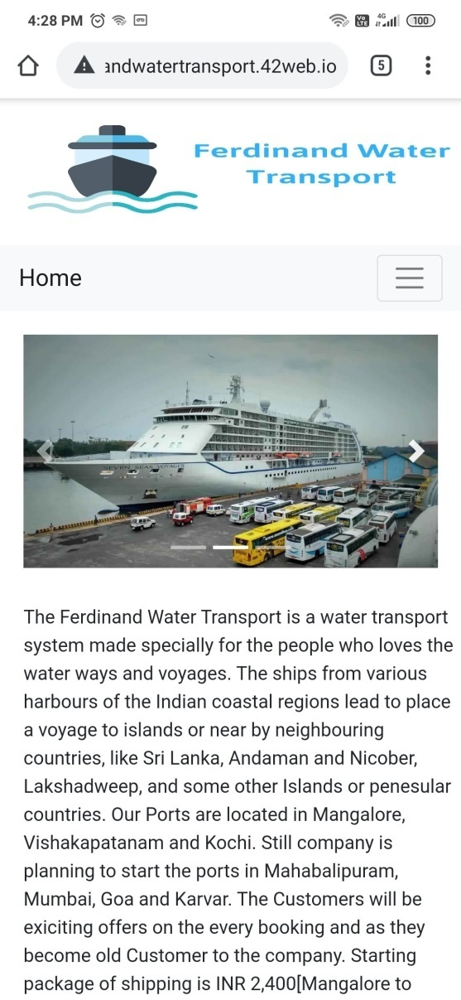 4:28 PM
Vo LTE
4G
100
andwatertransport.42web.io
5
Ferdinand Water
Transport
Home
SEVEN SEAS VOYAGER
The Ferdinand Water Transport is a water transport
system made specially for the people who loves the
water ways and voyages. The ships from various
harbours of the Indian coastal regions lead to place
a voyage to islands or near by neighbouring
countries, like Sri Lanka, Andaman and Nicober,
Lakshadweep, and some other Islands or penesular
countries. Our Ports are located in Mangalore,
Vishakapatanam and Kochi. Still company is
planning to start the ports in Mahabalipuram,
Mumbai, Goa and Karvar. The Customers will be
exiciting offers on the every booking and as they
become old Customer to the company. Starting
package of shipping is INR 2,400[Mangalore to